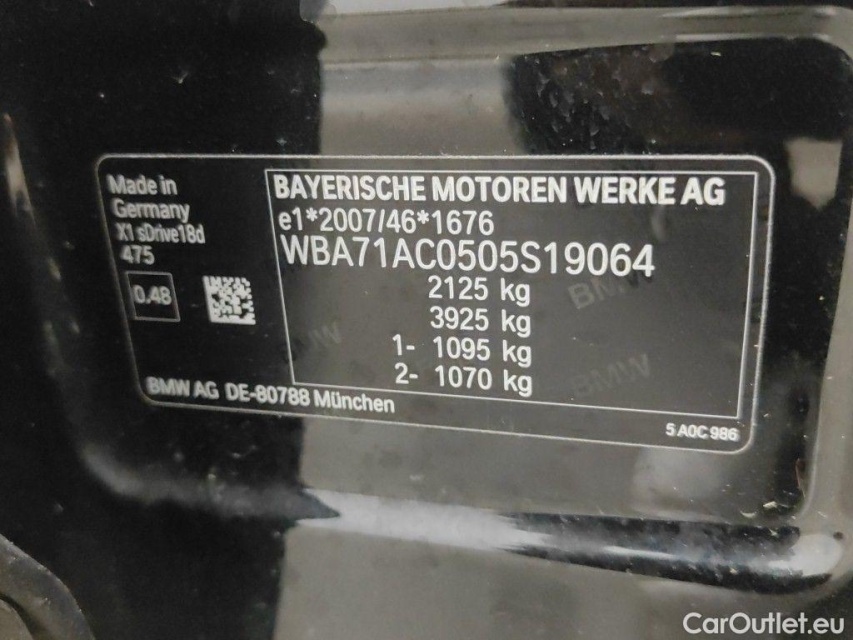 Made in
Germany
X1 sDrive18d
475
0.48
BAYERISCHE MOTOREN WERKE AG
e1*2007/46*1676
WBA71AC0505S19064
2125 kg
3925 kg
1- 1095 kg
2- 1070 kg
BMW
BMW
BMW
BMW AG DE-80788 München
5 A0C 986
CarOutlet.eu